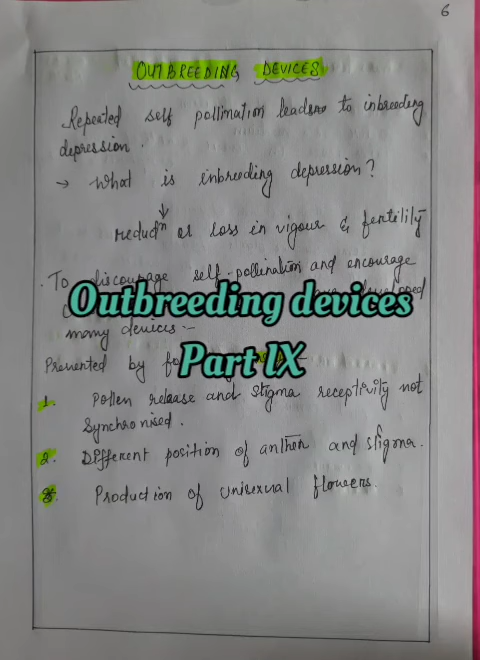 6
OUTBREEDING DEVICES
Repeated self pollination leads to inbreeding
depression.
→ What is inbreeding depression?
↓
reducⁿ or loss in vigour & fertility
. To discourage self-pollination and encourage
developed
Outbreeding devices
many devices :-
Prevented by
Part IX
1. Pollen release and stigma receptivity not
Synchronised.
2. Different position of anther and stigma.
Production of unisexual flowers.